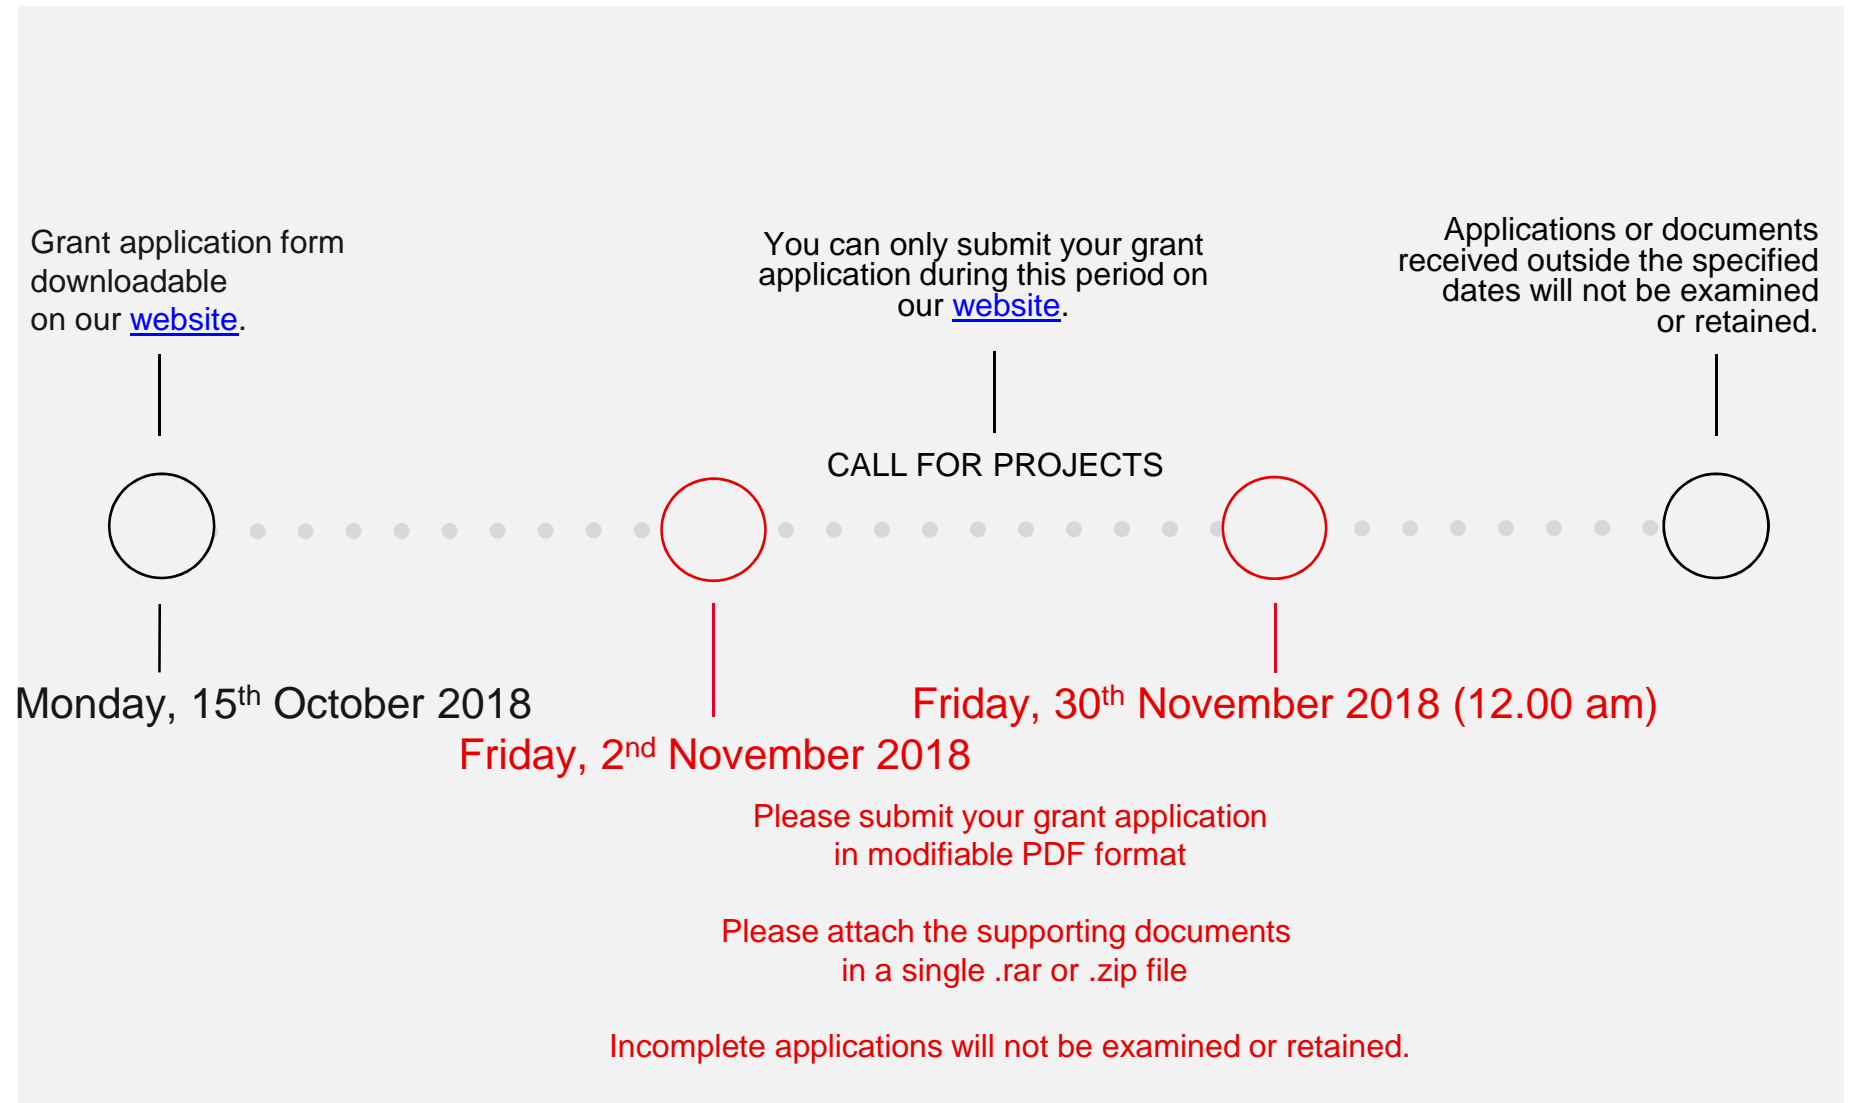 Grant application form
downloadable
on our website.
You can only submit your grant
application during this period on
our website.
Applications or documents
received outside the specified
dates will not be examined
or retained.
CALL FOR PROJECTS
Monday, 15th October 2018
Friday, 2nd November 2018
Friday, 30th November 2018 (12.00 am)
Please submit your grant application
in modifiable PDF format
Please attach the supporting documents
in a single .rar or .zip file
Incomplete applications will not be examined or retained.